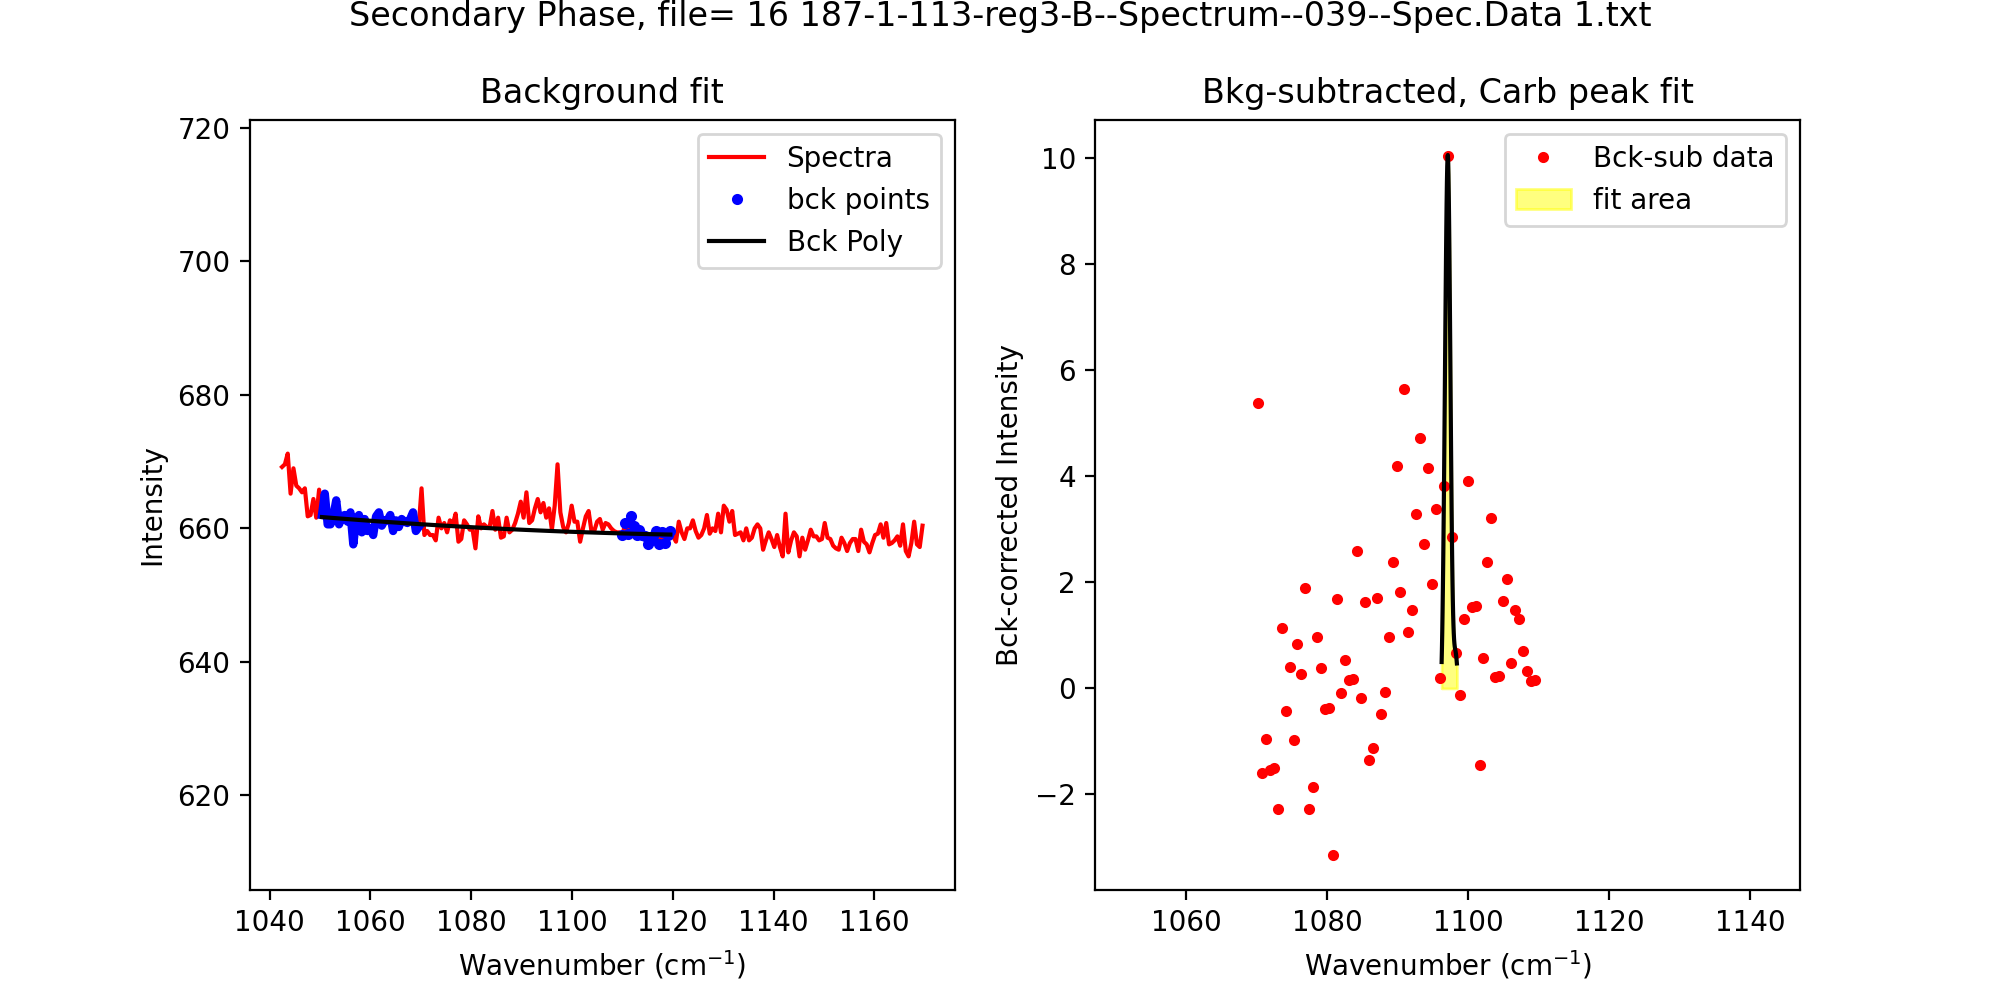 Secondary Phase, file= 16 187-1-113-reg3-B--Spectrum--039--Spec.Data 1.txt
Background fit
720
700
680
660
640
620
Intensity
Spectra
bck points
Bck Poly
1040 1060 1080 1100 1120 1140 1160
Wavenumber (cm⁻¹)
Bkg-subtracted, Carb peak fit
10
8
6
4
2
0
−2
Bck-corrected Intensity
Bck-sub data
fit area
1060 1080 1100 1120 1140
Wavenumber (cm⁻¹)